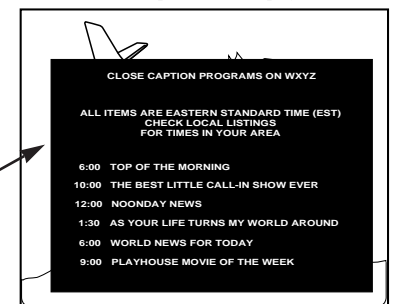 CLOSE CAPTION PROGRAMS ON WXYZ
ALL ITEMS ARE EASTERN STANDARD TIME (EST)
CHECK LOCAL LISTINGS
FOR TIMES IN YOUR AREA
6:00 TOP OF THE MORNING
10:00 THE BEST LITTLE CALL-IN SHOW EVER
12:00 NOONDAY NEWS
1:30 AS YOUR LIFE TURNS MY WORLD AROUND
6:00 WORLD NEWS FOR TODAY
9:00 PLAYHOUSE MOVIE OF THE WEEK